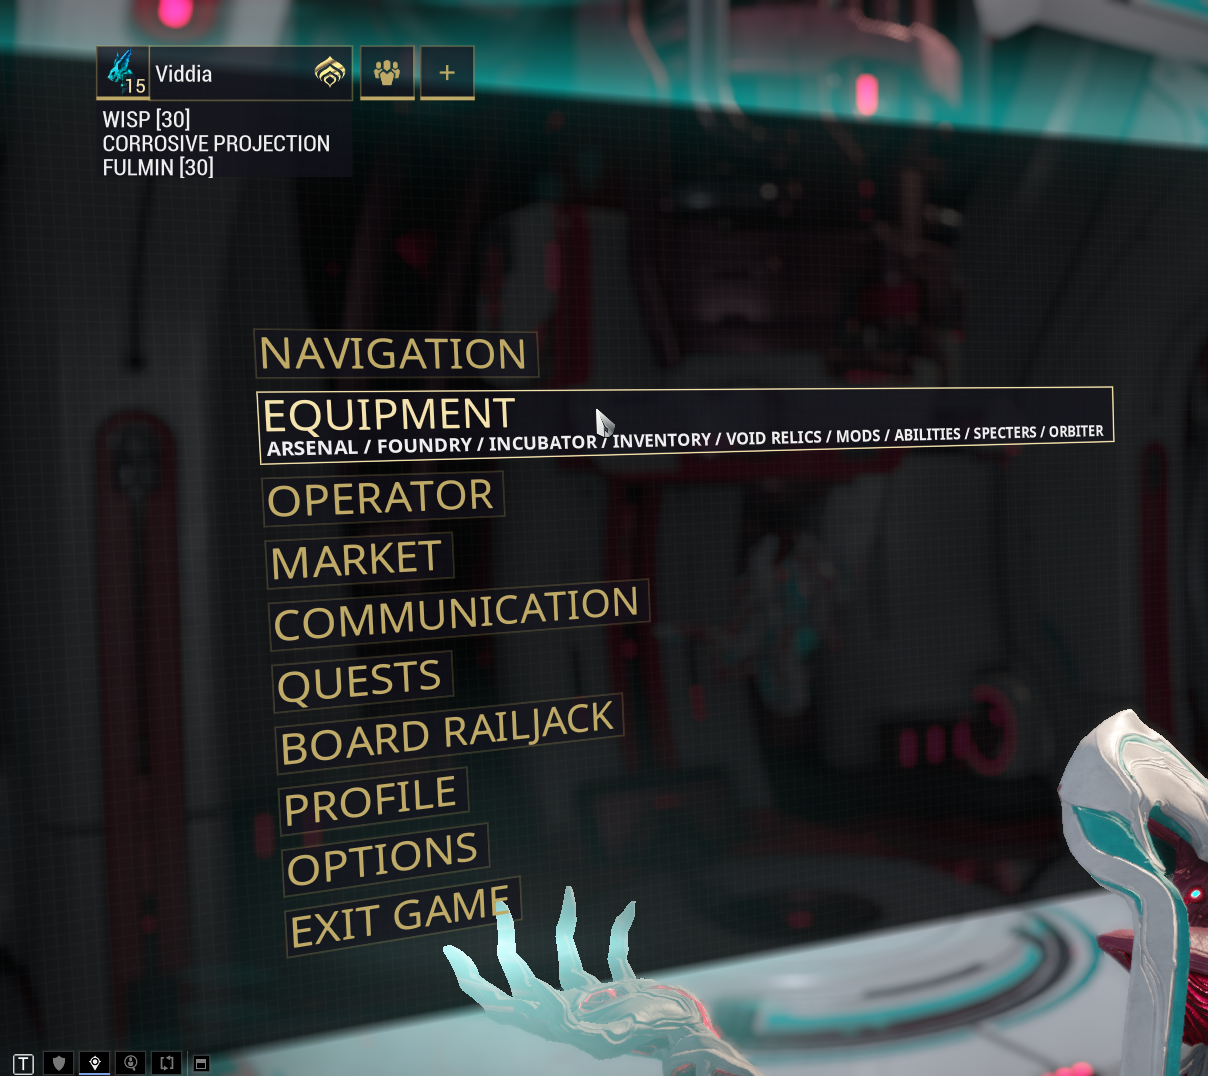 15
Viddia
+
WISP [30]
CORROSIVE PROJECTION
FULMIN [30]
NAVIGATION
EQUIPMENT
ARSENAL / FOUNDRY / INCUBATOR / INVENTORY / VOID RELICS / MODS / ABILITIES / SPECTERS / ORBITER
OPERATOR
MARKET
COMMUNICATION
QUESTS
BOARD RAILJACK
PROFILE
OPTIONS
EXIT GAME
T